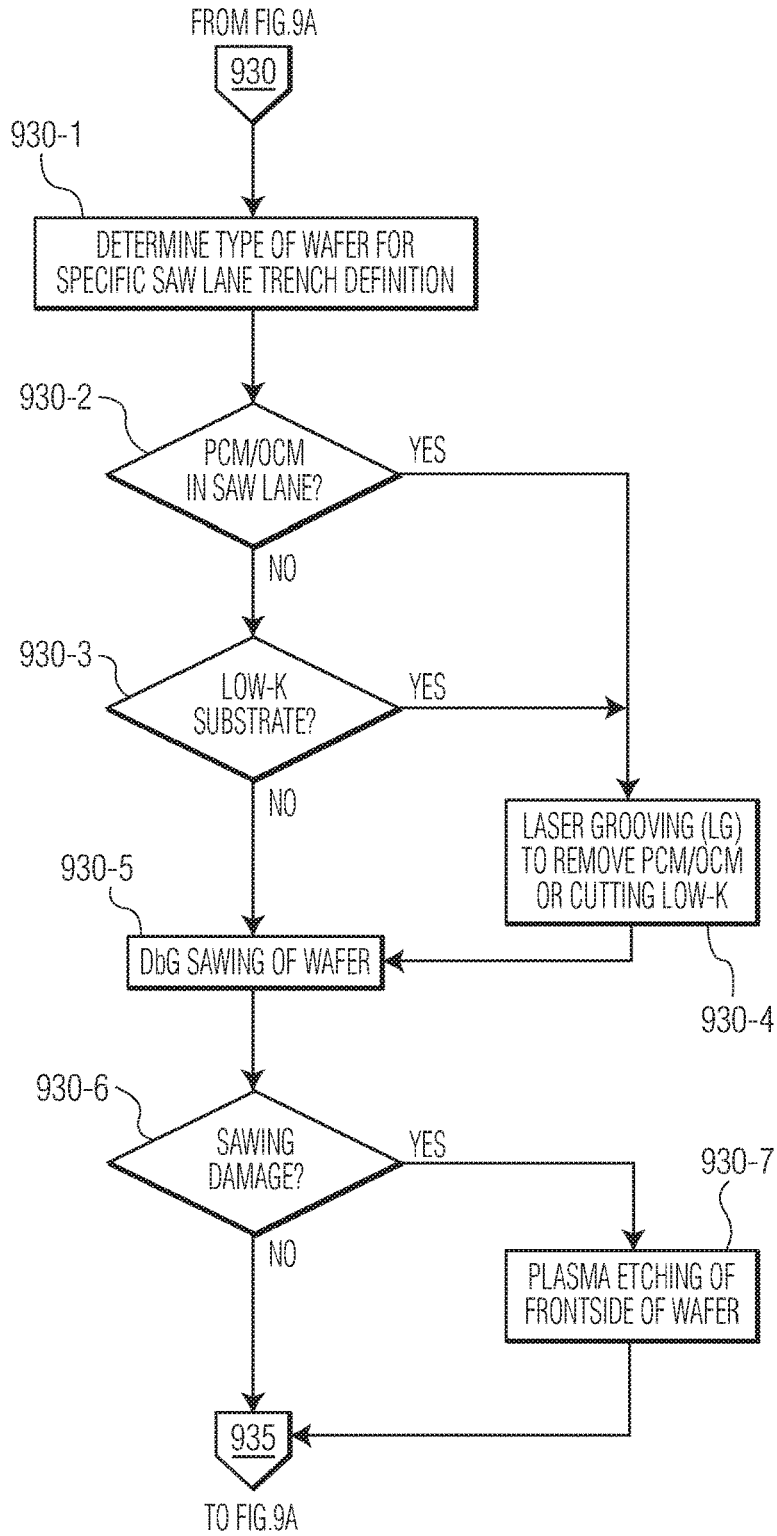 FROM FIG.9A
930
930-1
DETERMINE TYPE OF WAFER FOR
SPECIFIC SAW LANE TRENCH DEFINITION
930-2
PCM/OCM
IN SAW LANE?
YES
NO
930-3
LOW-K
SUBSTRATE?
YES
NO
LASER GROOVING (LG)
TO REMOVE PCM/OCM
OR CUTTING LOW-K
930-4
930-5
DbG SAWING OF WAFER
930-6
SAWING
DAMAGE?
YES
NO
930-7
PLASMA ETCHING OF
FRONTSIDE OF WAFER
935
TO FIG.9A